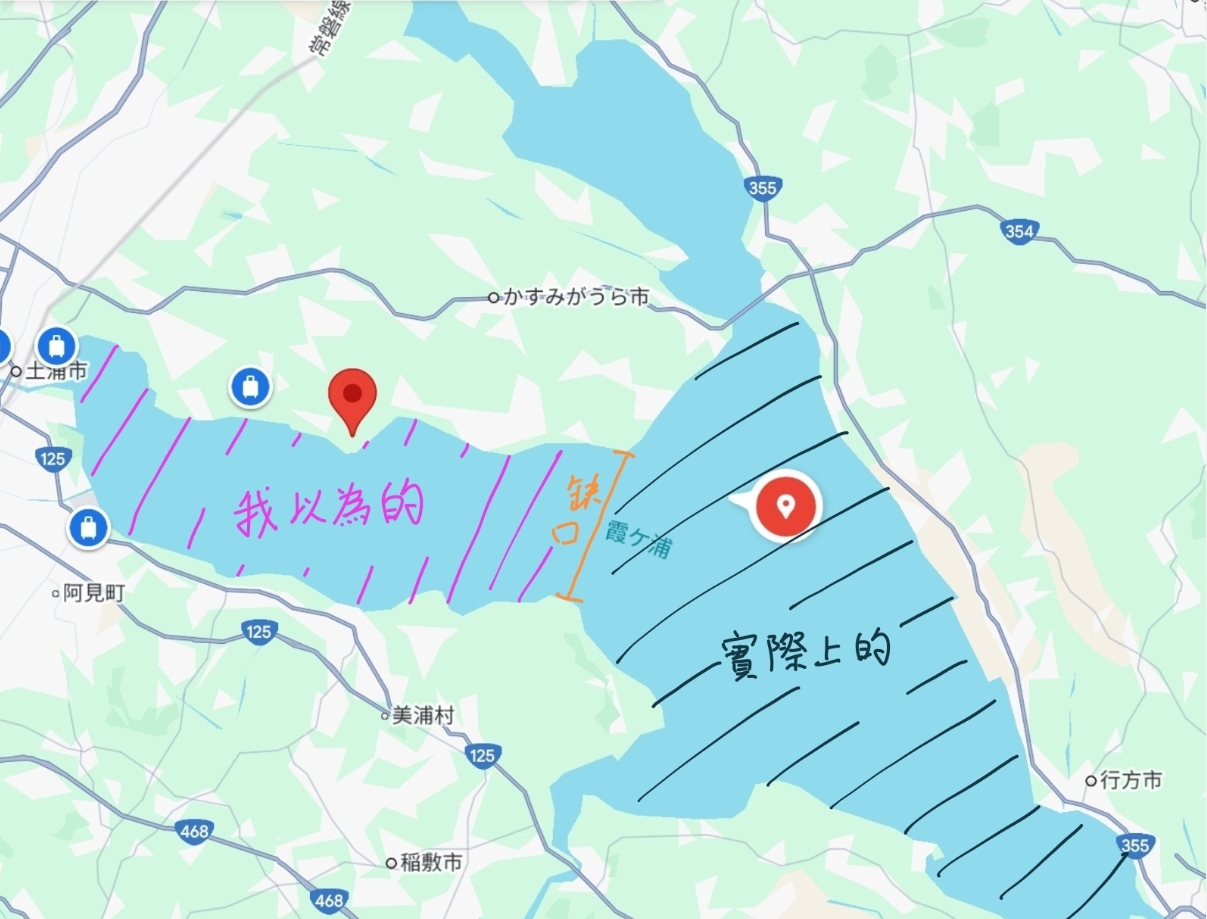 常磐線
355
354
かすみがうら市
土浦市
125
我以為的
缺口
霞ケ浦
阿見町
125
實際上的
美浦村
125
行方市
468
稲敷市
355
468